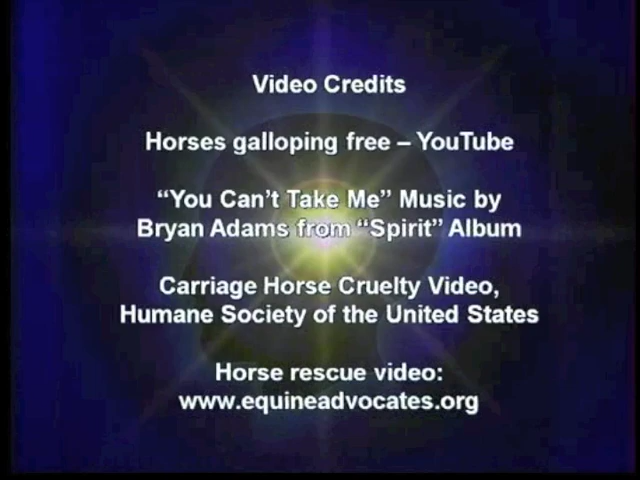 Video Credits
Horses galloping free – YouTube
“You Can’t Take Me” Music by
Bryan Adams from “Spirit” Album
Carriage Horse Cruelty Video,
Humane Society of the United States
Horse rescue video:
www.equineadvocates.org